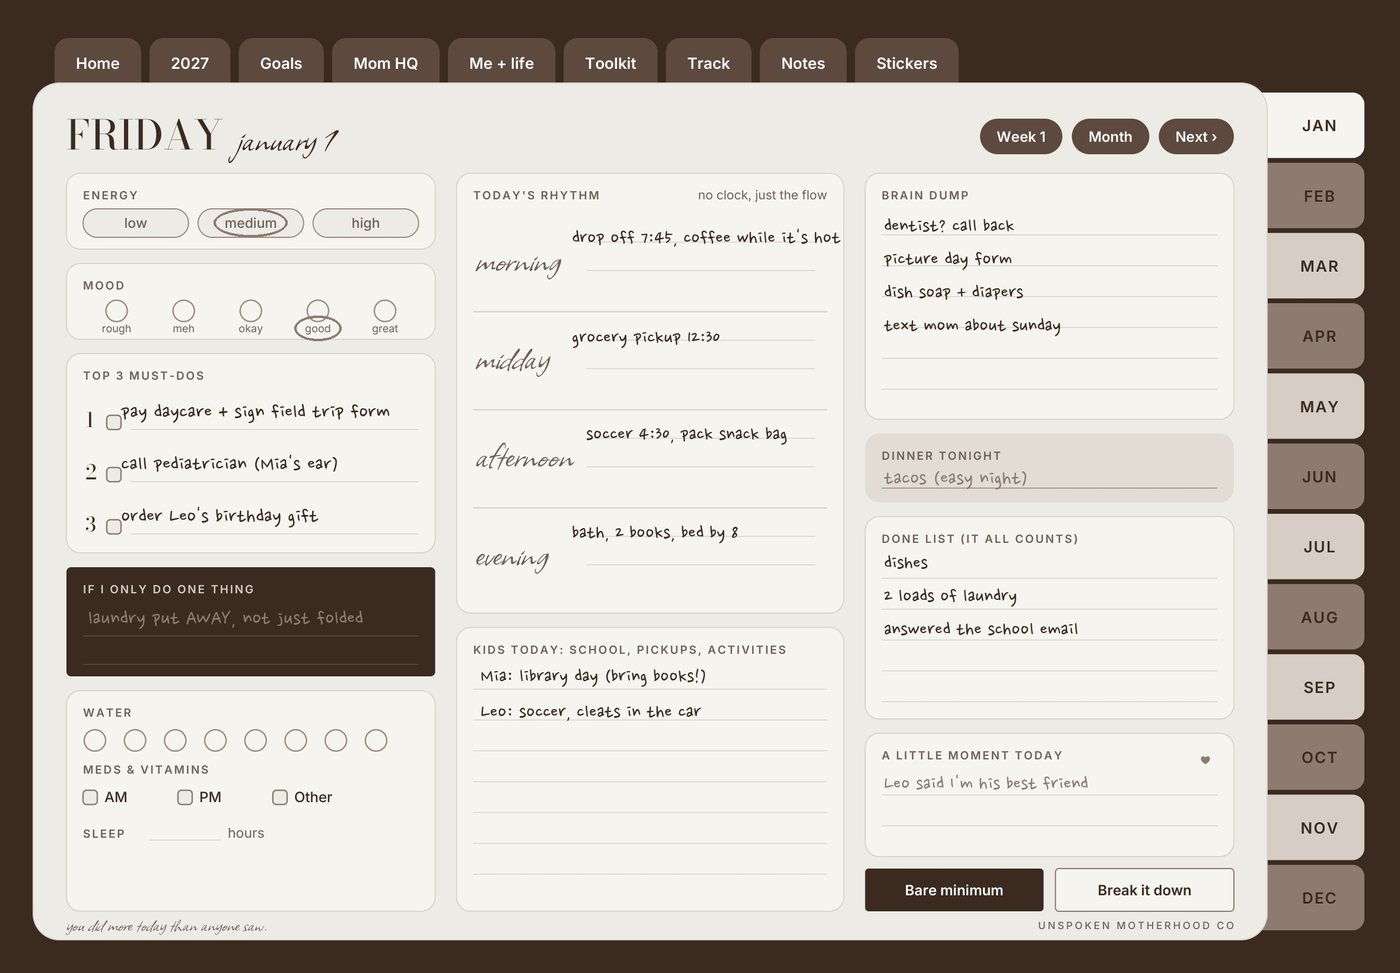 Home
2027
Goals
Mom HQ
Me + life
Toolkit
Track
Notes
Stickers
FRIDAY january 1
Week 1
Month
Next ›
ENERGY
low
medium
high
MOOD
rough
meh
okay
good
great
TOP 3 MUST-DOS
1 pay daycare + sign field trip form
2 call pediatrician (Mia's ear)
3 order Leo's birthday gift
IF I ONLY DO ONE THING
laundry put AWAY, not just folded
WATER
MEDS & VITAMINS
AM
PM
Other
SLEEP hours
you did more today than anyone saw.
TODAY'S RHYTHM
no clock, just the flow
drop off 7:45, coffee while it's hot
morning
grocery pickup 12:30
midday
soccer 4:30, pack snack bag
afternoon
bath, 2 books, bed by 8
evening
KIDS TODAY: SCHOOL, PICKUPS, ACTIVITIES
Mia: library day (bring books!)
Leo: soccer, cleats in the car
BRAIN DUMP
dentist? call back
picture day form
dish soap + diapers
text mom about sunday
DINNER TONIGHT
tacos (easy night)
DONE LIST (IT ALL COUNTS)
dishes
2 loads of laundry
answered the school email
A LITTLE MOMENT TODAY
Leo said I'm his best friend
Bare minimum
Break it down
UNSPOKEN MOTHERHOOD CO
JAN
FEB
MAR
APR
MAY
JUN
JUL
AUG
SEP
OCT
NOV
DEC